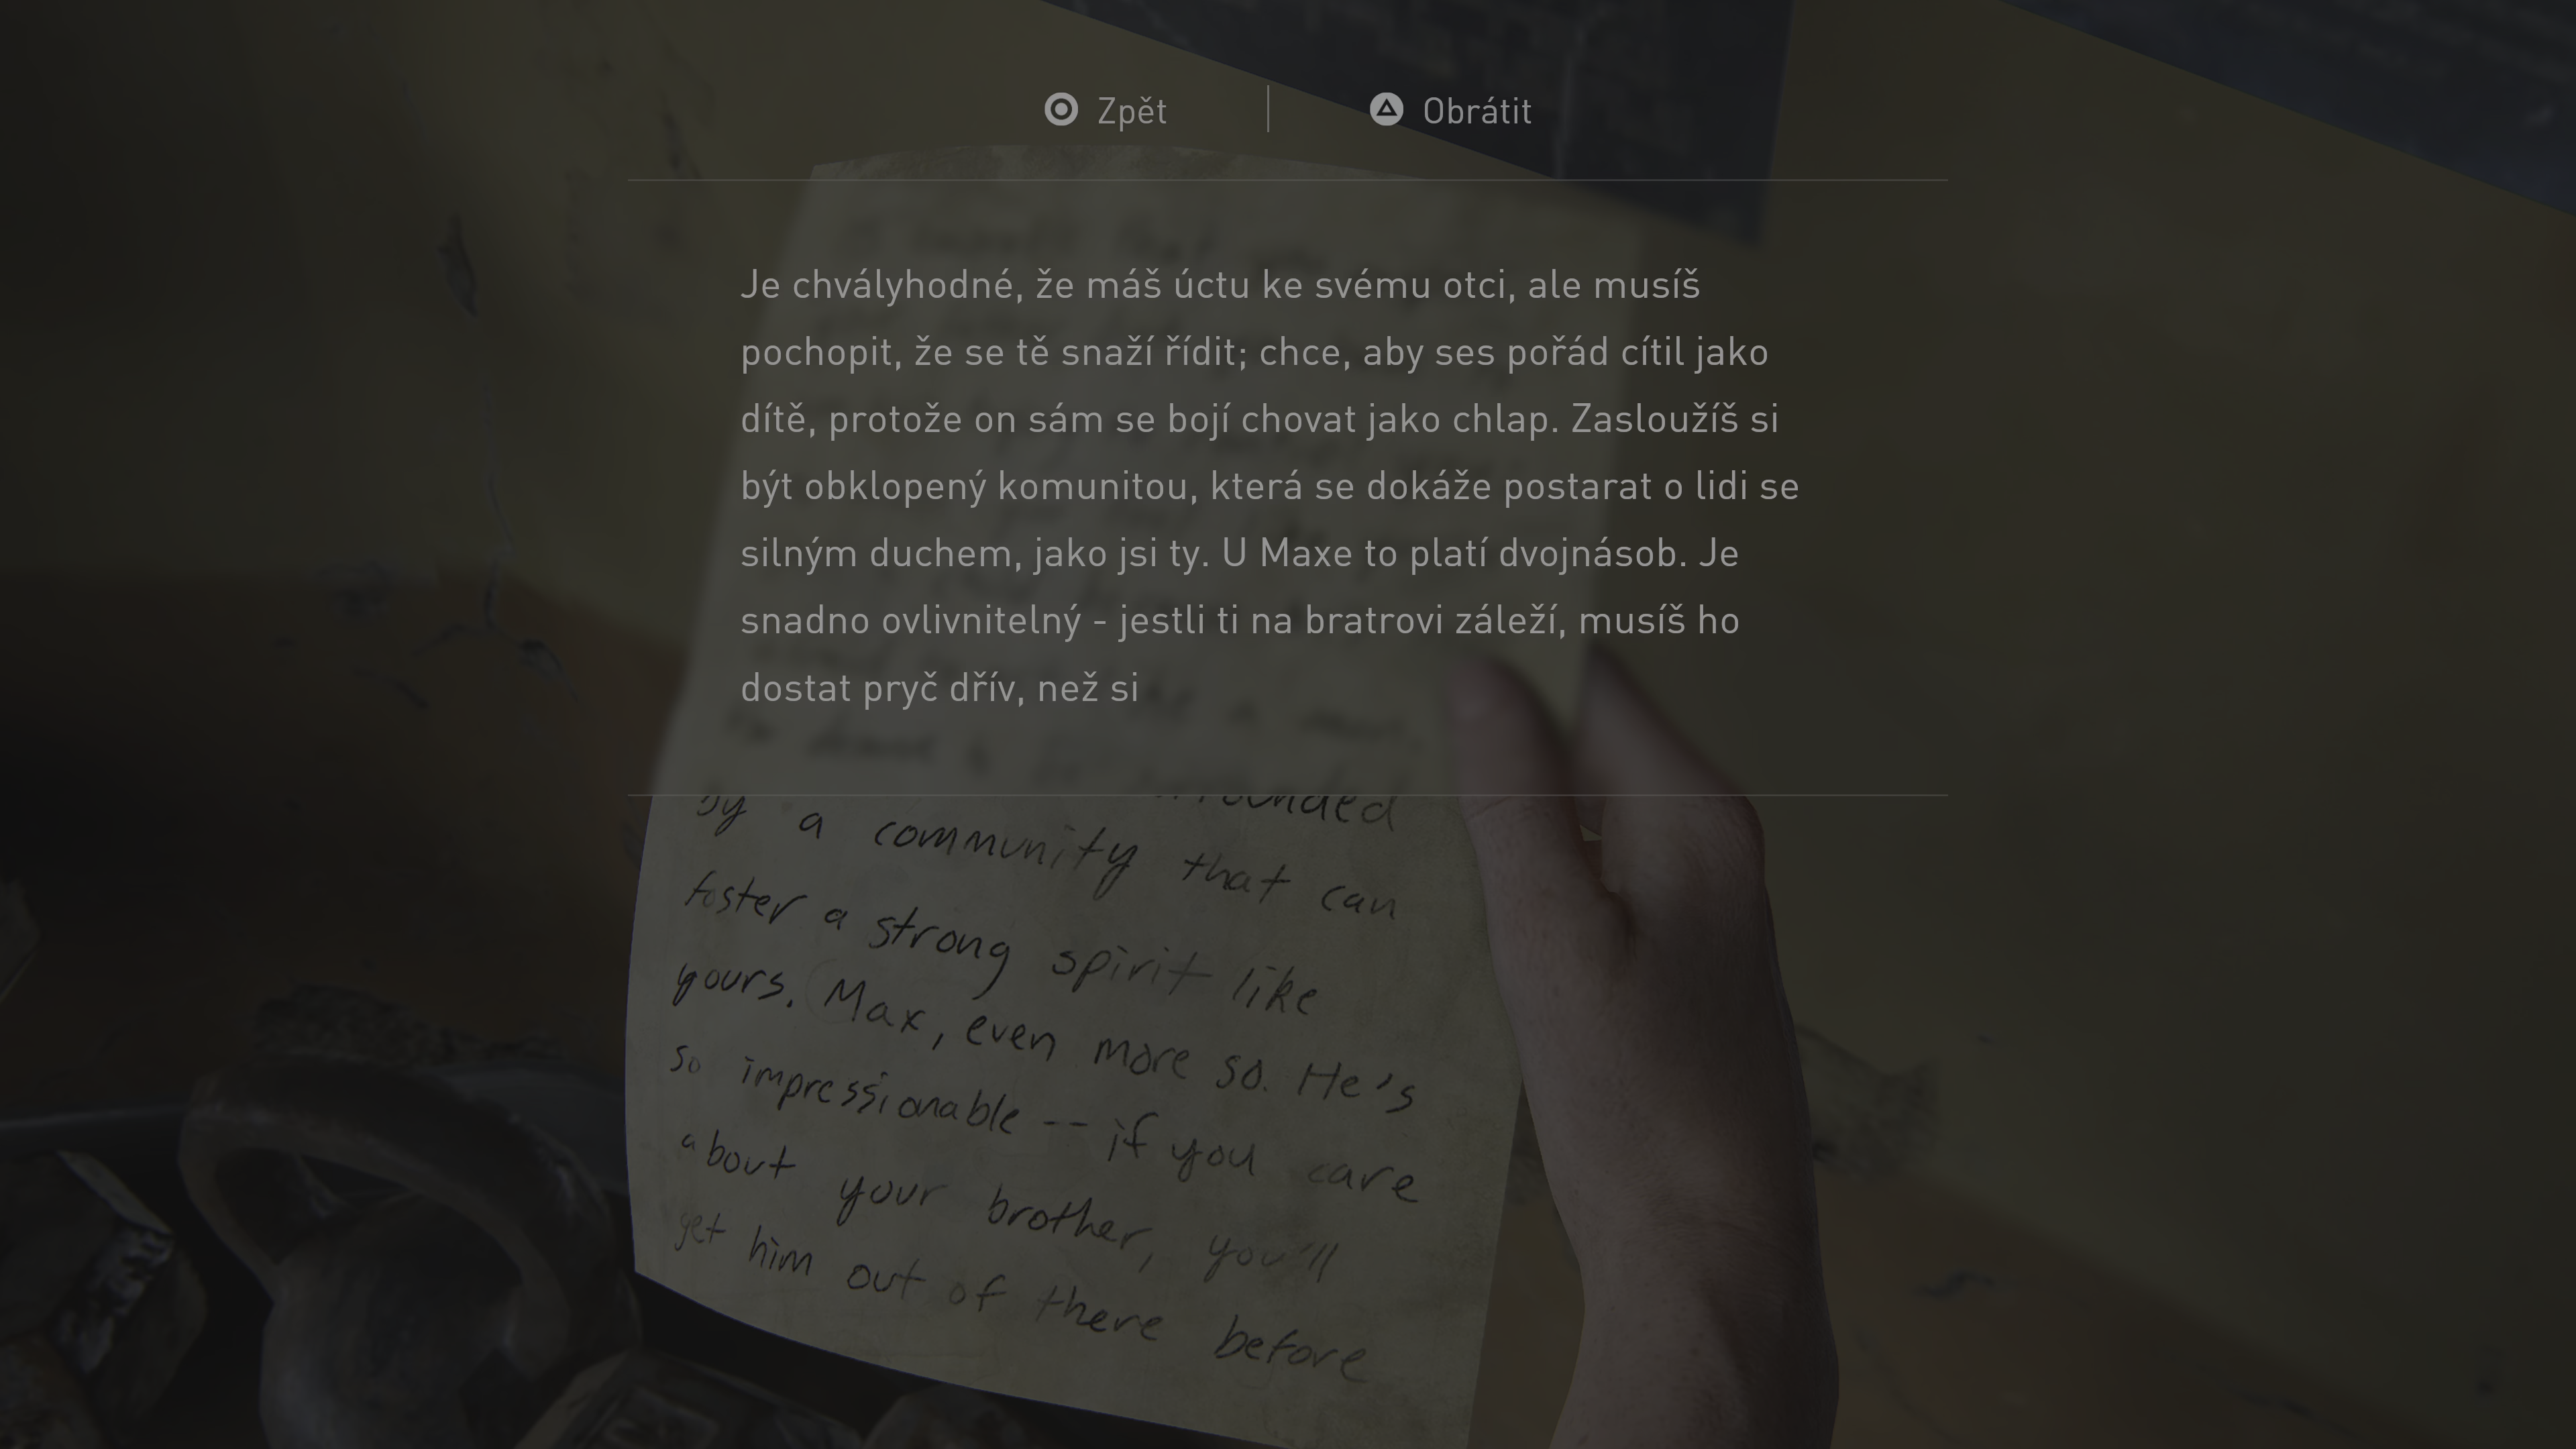 Zpět
Obrátit
Je chvályhodné, že máš úctu ke svému otci, ale musíš
pochopit, že se tě snaží řídit; chce, aby ses pořád cítil jako
dítě, protože on sám se bojí chovat jako chlap. Zasloužíš si
být obklopený komunitou, která se dokáže postarat o lidi se
silným duchem, jako jsi ty. U Maxe to platí dvojnásob. Je
snadno ovlivnitelný - jestli ti na bratrovi záleží, musíš ho
dostat pryč dřív, než si
surrounded
by a community that can
foster a strong spirit like
yours. Max, even more so. He's
so impressionable -- if you care
about your brother, you'll
get him out of there before